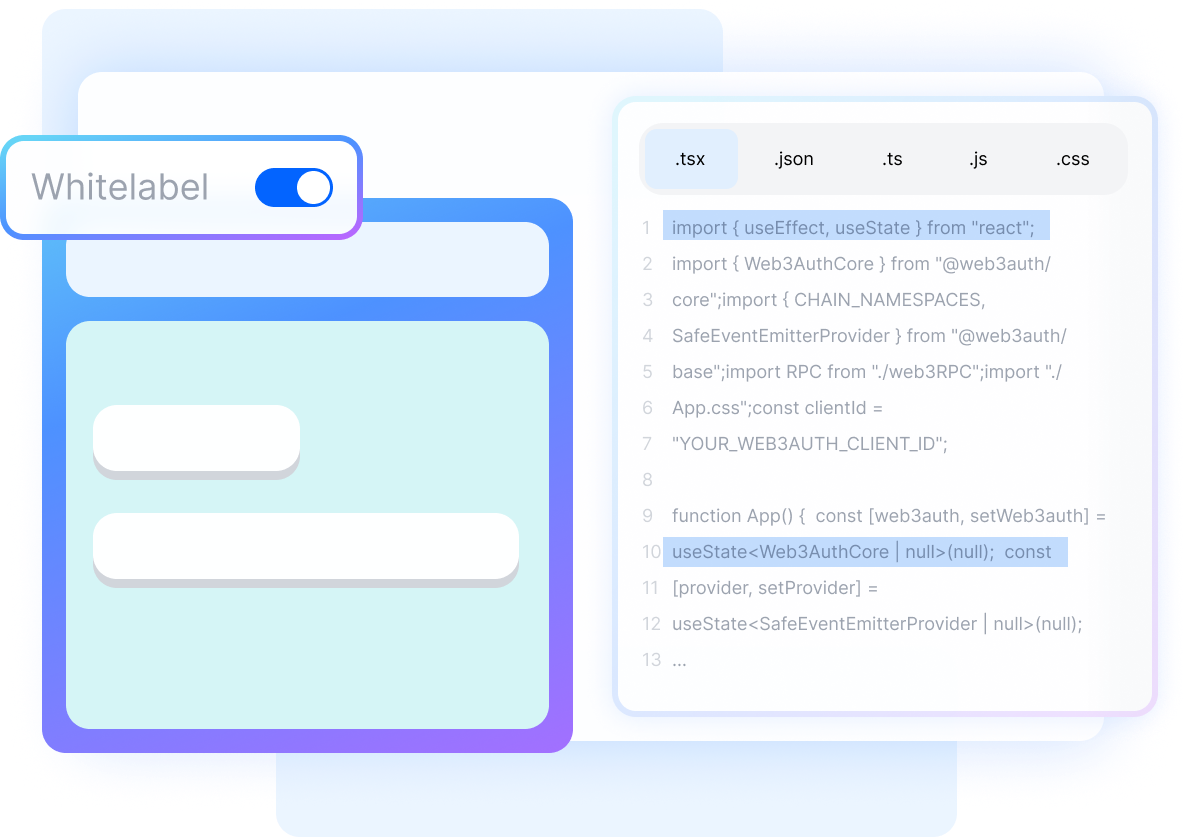 Whitelabel
.tsx .json .ts .js .css
1 import { useEffect, useState } from "react";
2 import { Web3AuthCore } from "@web3auth/
3 core";import { CHAIN_NAMESPACES,
4 SafeEventEmitterProvider } from "@web3auth/
5 base";import RPC from "./web3RPC";import "./
6 App.css";const clientId =
7 "YOUR_WEB3AUTH_CLIENT_ID";
8
9 function App() {  const [web3auth, setWeb3auth] =
10 useState<Web3AuthCore | null>(null);  const
11 [provider, setProvider] =
12 useState<SafeEventEmitterProvider | null>(null);
13 ...